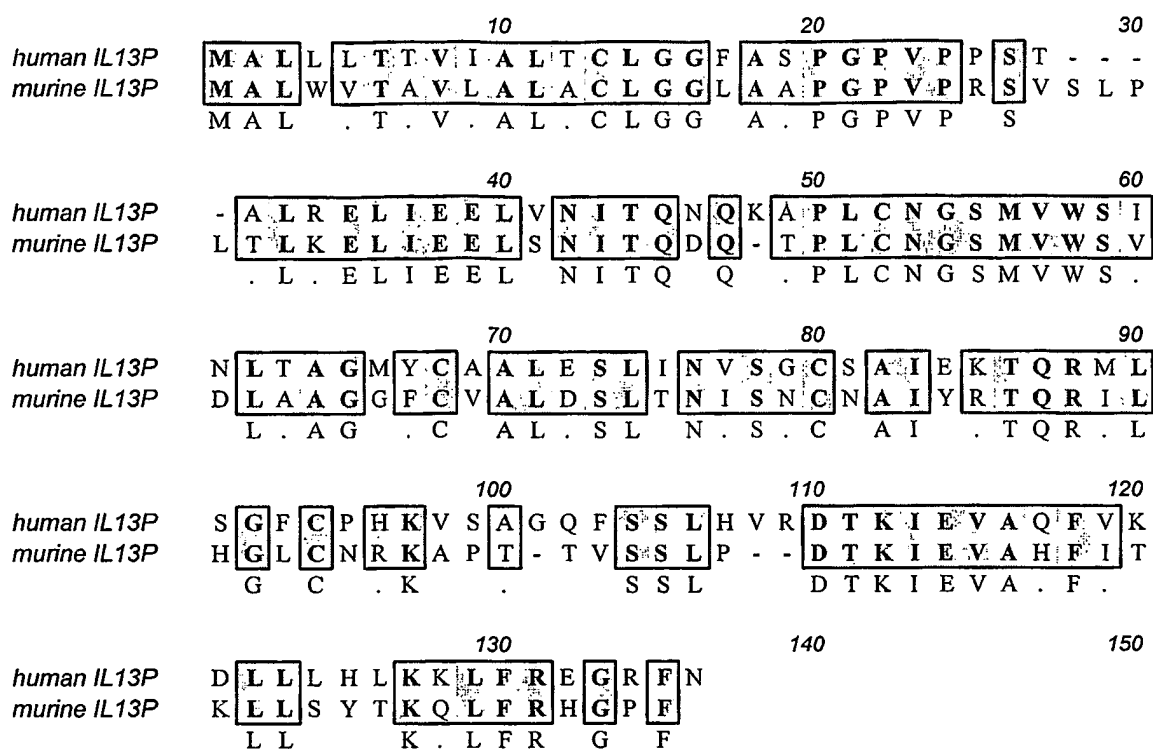 10 20 30
human IL13P M A L L L T T V I A L T C L G G F A S P G P V P P S T - - -
murine IL13P M A L W V T A V L A L A C L G G L A A P G P V P R S V S L P
M A L . T . V . A L . C L G G A . P G P V P S
40 50 60
human IL13P - A L R E L I E E L V N I T Q N Q K A P L C N G S M V W S I
murine IL13P L T L K E L I E E L S N I T Q D Q - T P L C N G S M V W S V
. L . E L I E E L N I T Q Q . P L C N G S M V W S .
70 80 90
human IL13P N L T A G M Y C A A L E S L I N V S G C S A I E K T Q R M L
murine IL13P D L A A G G F C V A L D S L T N I S N C N A I Y R T Q R I L
L . A G . C A L . S L N . S . C A I . T Q R . L
100 110 120
human IL13P S G F C P H K V S A G Q F S S L H V R D T K I E V A Q F V K
murine IL13P H G L C N R K A P T - T V S S L P - - D T K I E V A H F I T
G C . K . S S L D T K I E V A . F .
130 140 150
human IL13P D L L L H L K K L F R E G R F N
murine IL13P K L L S Y T K Q L F R H G P F
L L K . L F R G F